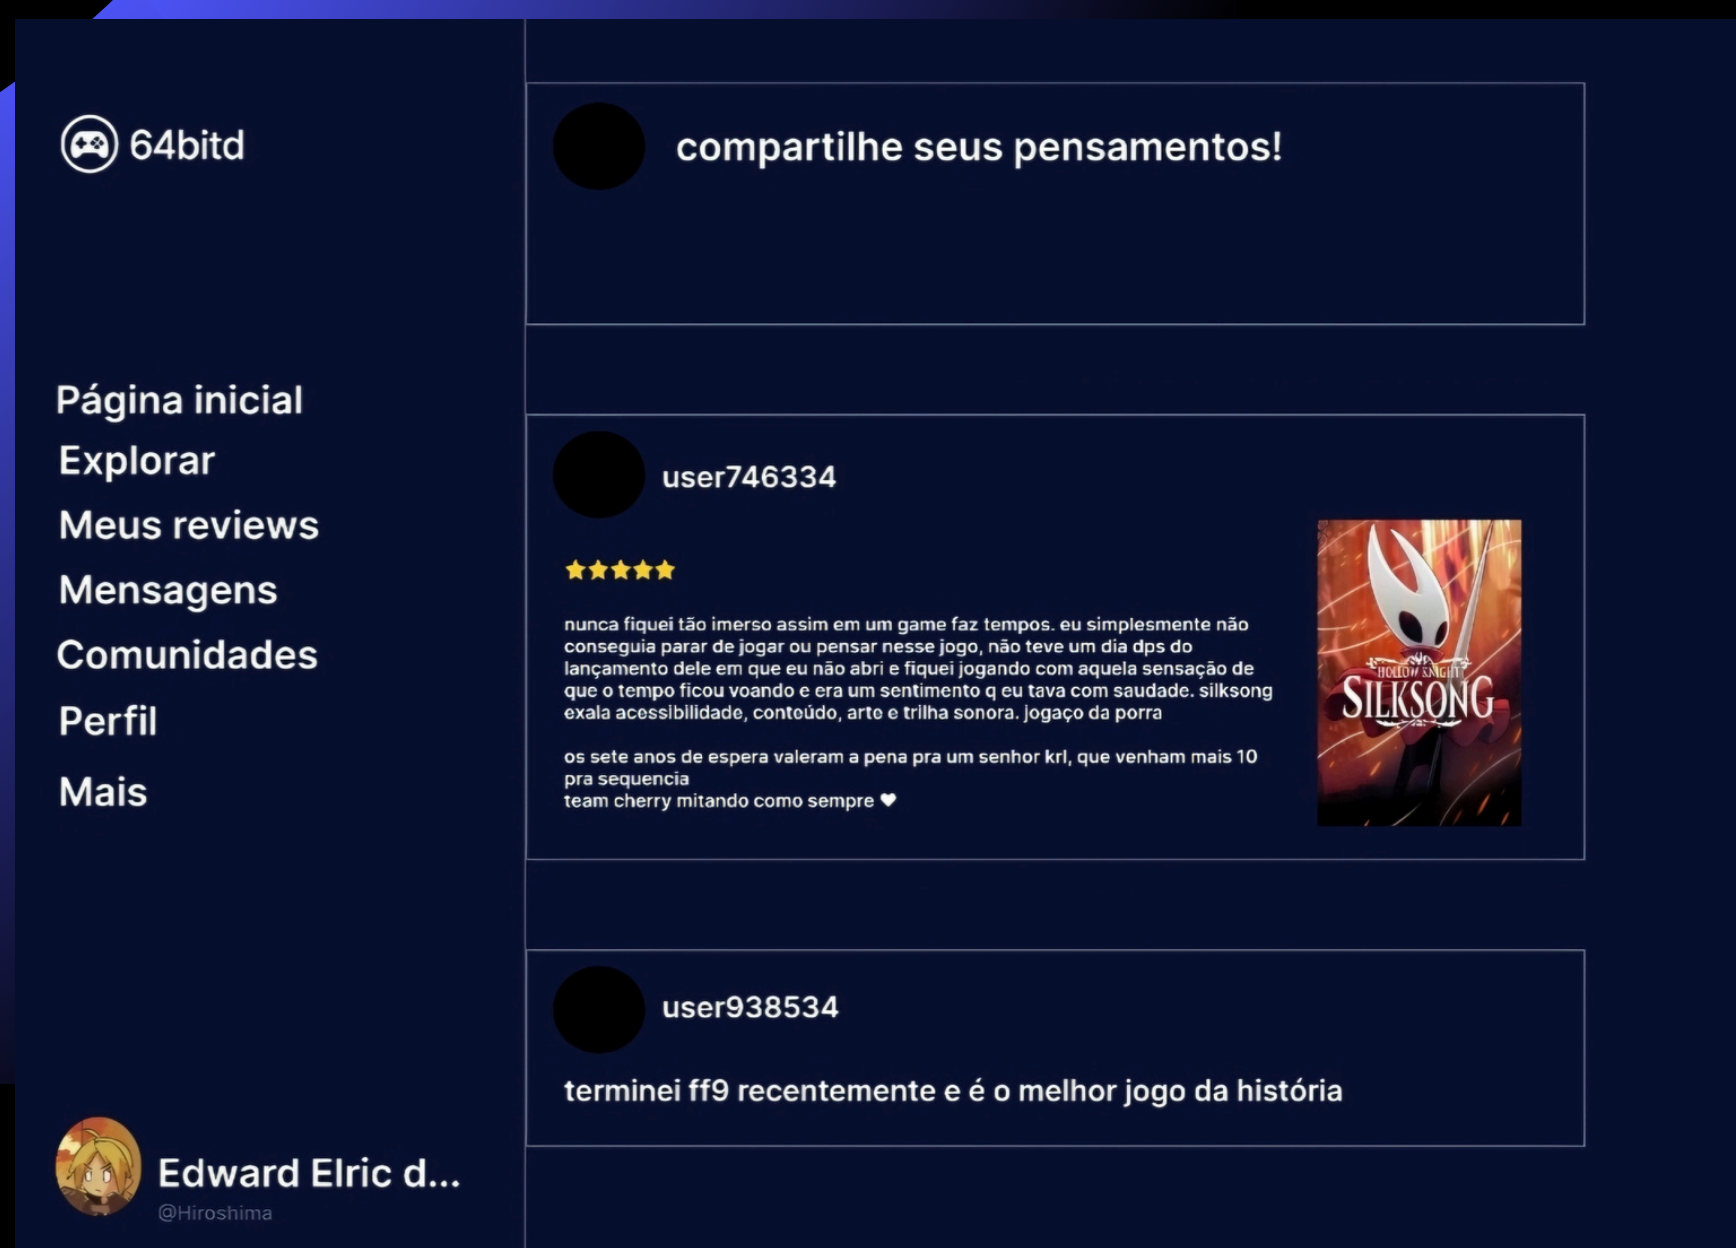 64bitd
Página inicial
Explorar
Meus reviews
Mensagens
Comunidades
Perfil
Mais
Edward Elric d...
@Hiroshima
compartilhe seus pensamentos!
user746334
nunca fiquei tão imerso assim em um game faz tempos. eu simplesmente não
conseguia parar de jogar ou pensar nesse jogo, não teve um dia dps do
lançamento dele em que eu não abri e fiquei jogando com aquela sensação de
que o tempo ficou voando e era um sentimento q eu tava com saudade. silksong
exala acessibilidade, conteúdo, arte e trilha sonora. jogaço da porra
os sete anos de espera valeram a pena pra um senhor krl, que venham mais 10
pra sequencia
team cherry mitando como sempre ♥
HOLLOW KNIGHT
SILKSONG
user938534
terminei ff9 recentemente e é o melhor jogo da história